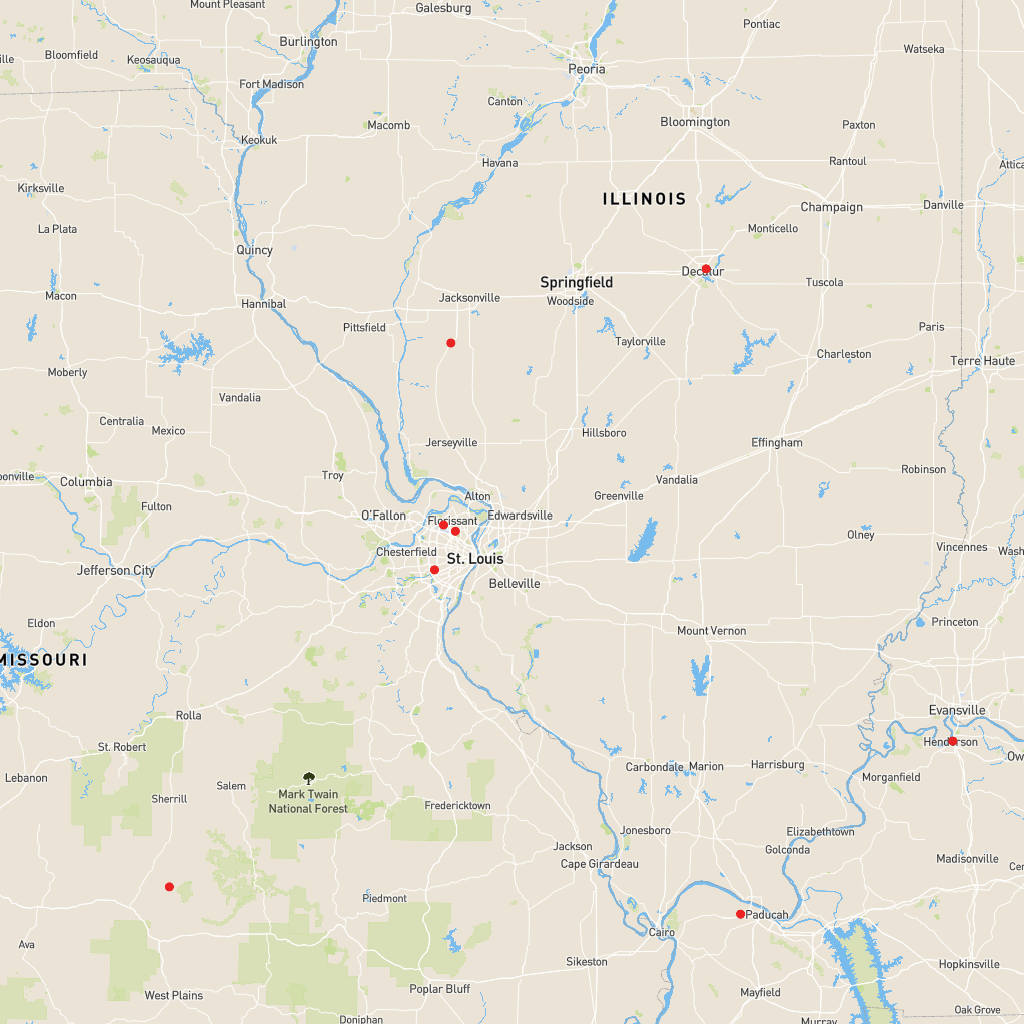 Mount Pleasant
Galesburg
Pontiac
Burlington
Watseka
Bloomfield
Keosauqua
ville
Peoria
Fort Madison
Canton
Bloomington
Macomb
Paxton
Keokuk
Havana
Rantoul
Attica
Kirksville
ILLINOIS
Champaign
Danville
La Plata
Monticello
Quincy
Decatur
Springfield
Tuscola
Macon
Jacksonville
Woodside
Hannibal
Pittsfield
Paris
Taylorville
Charleston
Terre Haute
Moberly
Vandalia
Centralia
Mexico
Hillsboro
Jerseyville
Effingham
Robinson
Troy
oonville
Columbia
Vandalia
Alton
Greenville
Fulton
O'Fallon
Florissant
Edwardsville
Olney
Chesterfield
St. Louis
Vincennes
Wash
Jefferson City
Belleville
Eldon
Princeton
Mount Vernon
MISSOURI
Evansville
Rolla
St. Robert
Henderson
Ow
Carbondale
Marion
Harrisburg
Lebanon
Morganfield
Salem
Mark Twain
National Forest
Sherrill
Fredericktown
Jonesboro
Elizabethtown
Jackson
Golconda
Cape Girardeau
Madisonville
Cen
Piedmont
Paducah
Cairo
Ava
Sikeston
Hopkinsville
West Plains
Poplar Bluff
Mayfield
Oak Grove
Doniphan
Murray